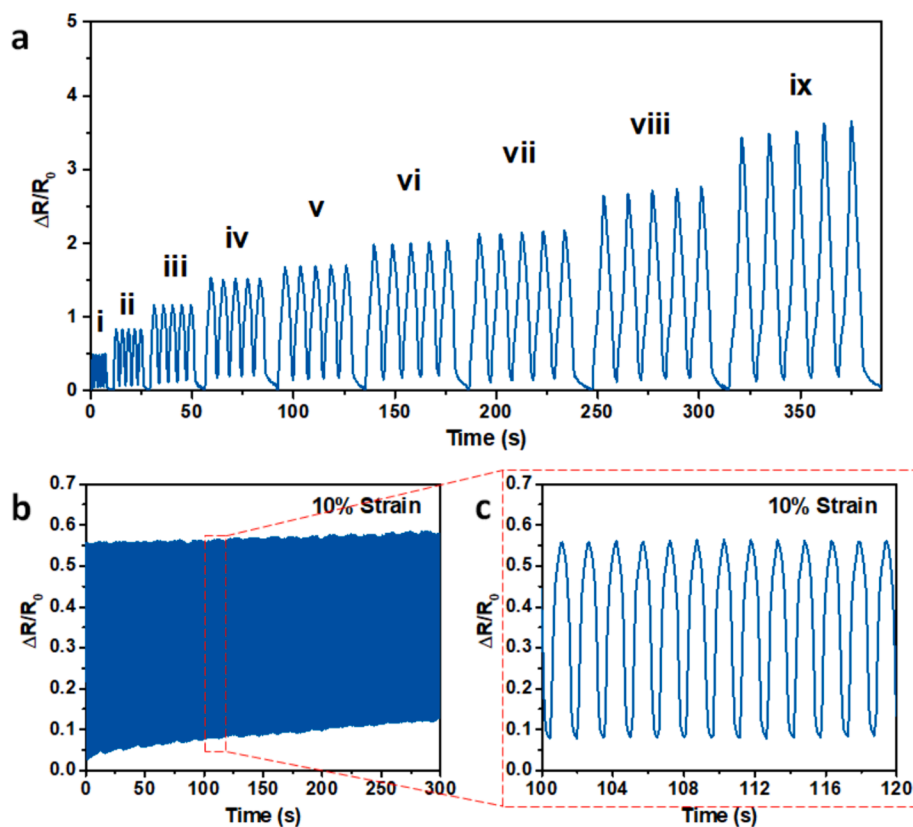 a
5
4
3
2
1
0
ΔR/R0
i
ii
iii
iv
v
vi
vii
viii
ix
0 50 100 150 200 250 300 350
Time (s)
b
0.7
0.6
0.5
0.4
0.3
0.2
0.1
0.0
ΔR/R0
10% Strain
0 50 100 150 200 250 300
Time (s)
c
0.7
0.6
0.5
0.4
0.3
0.2
0.1
0.0
ΔR/R0
10% Strain
100 104 108 112 116 120
Time (s)